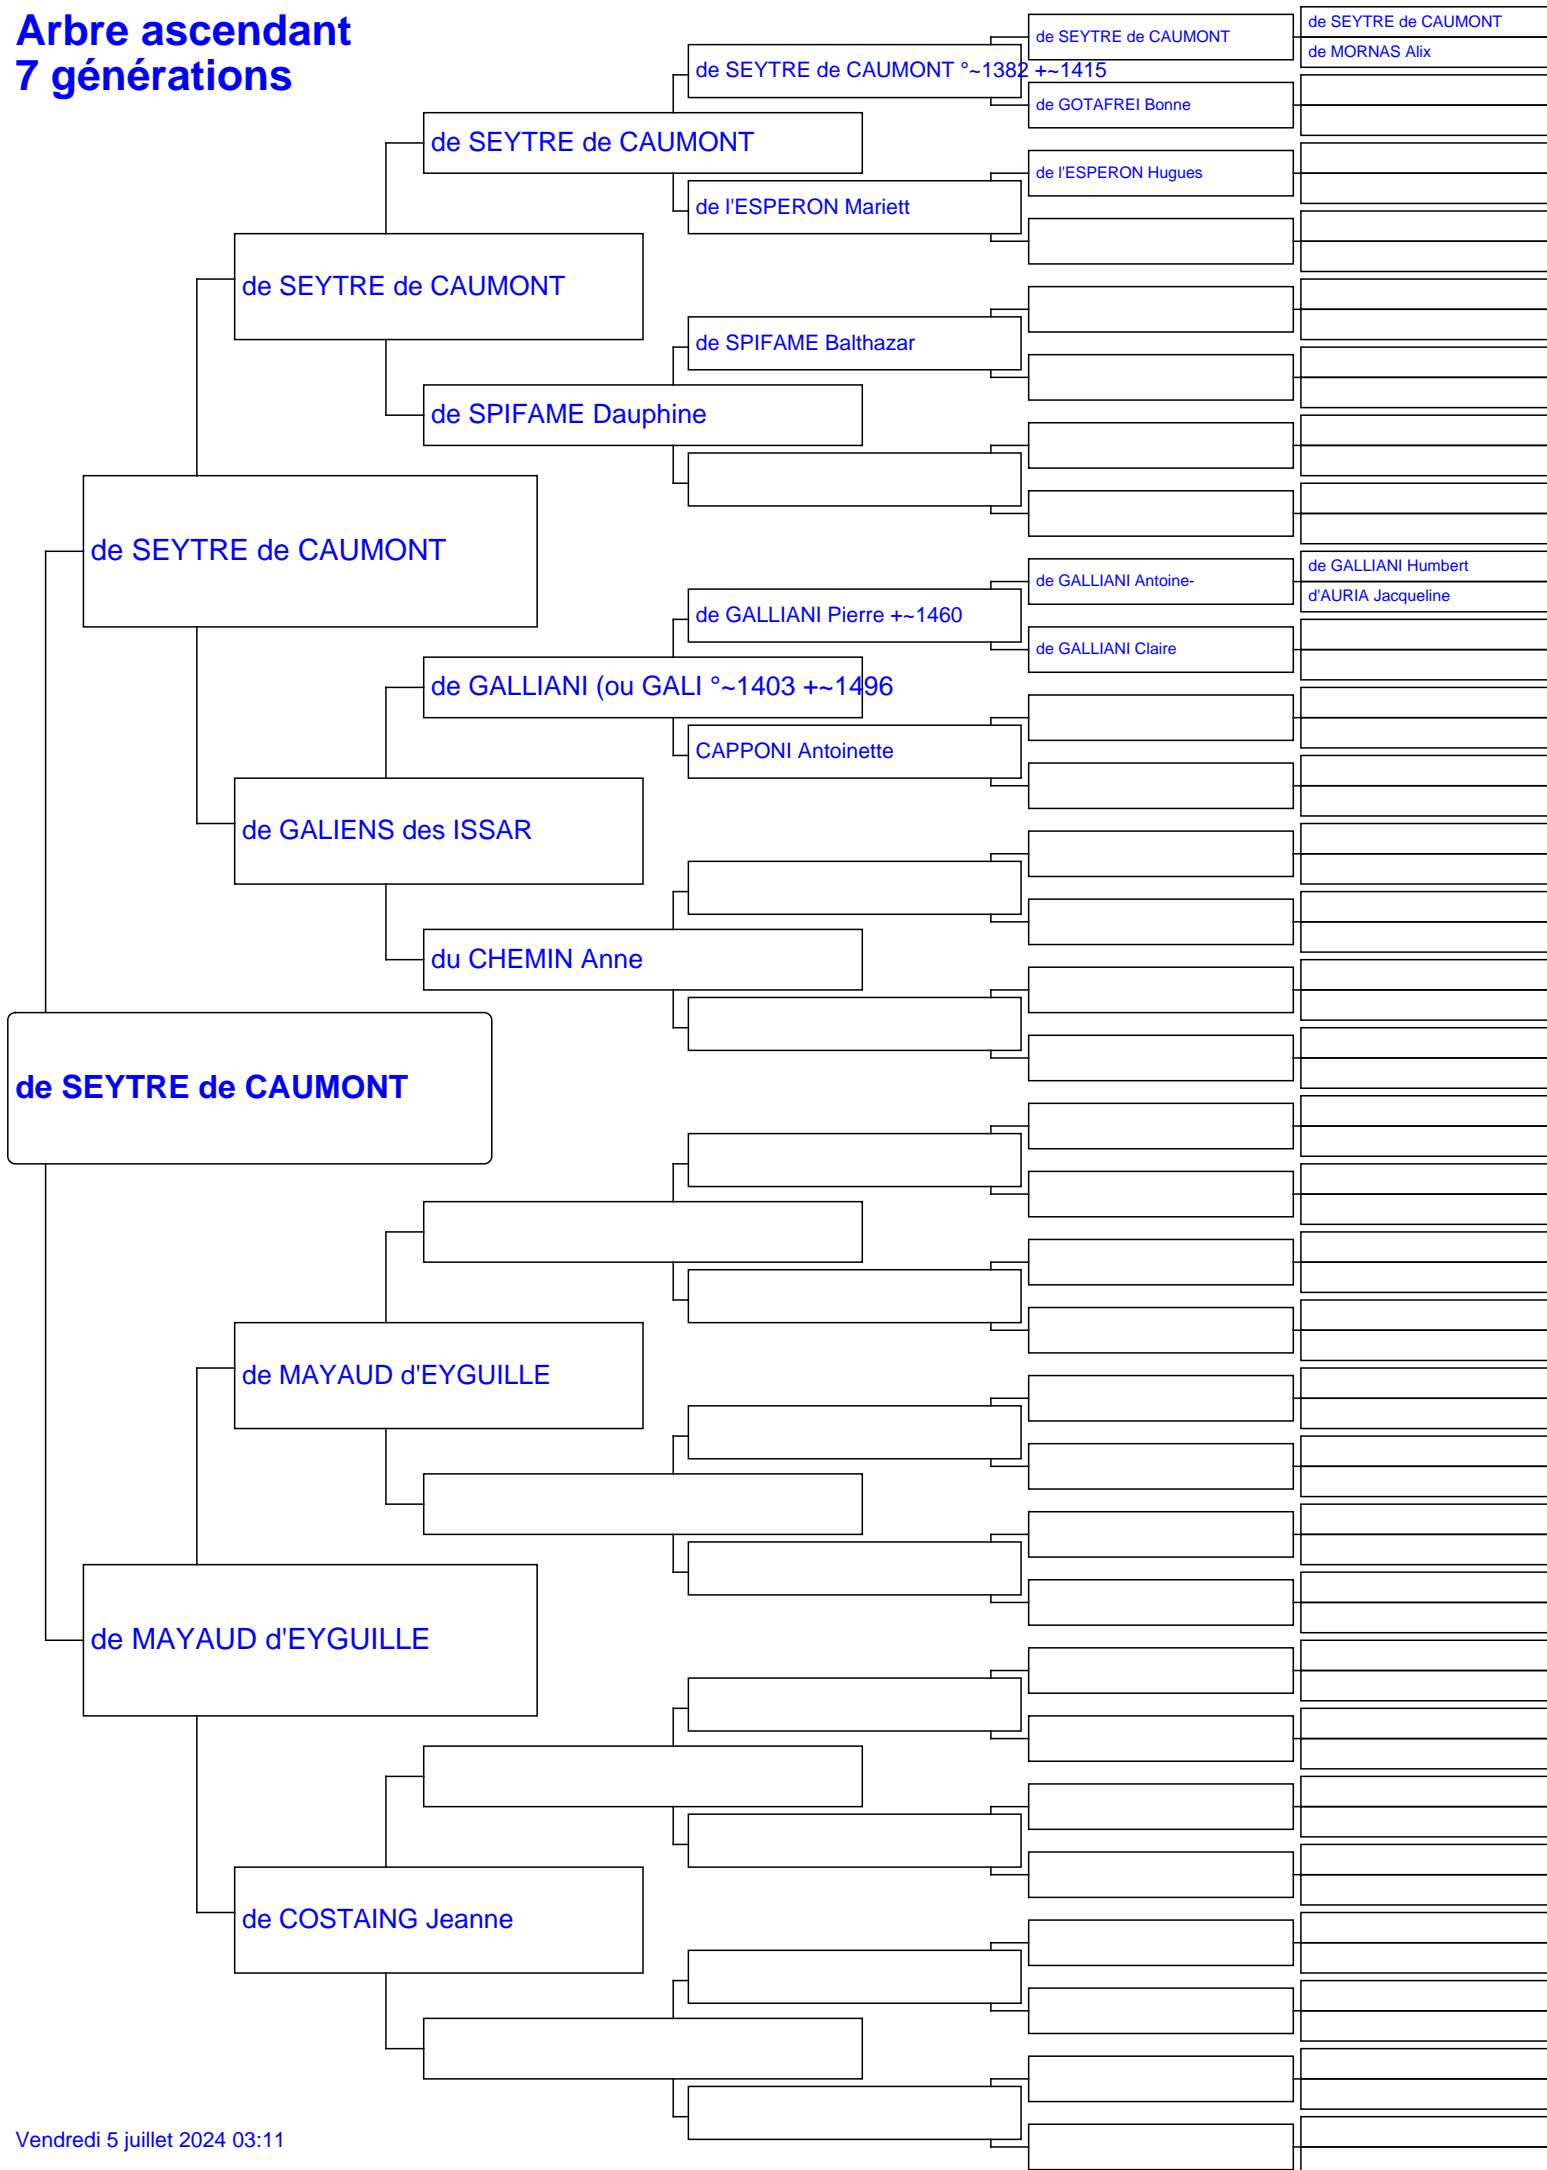 Arbre ascendant
7 générations
de SEYTRE de CAUMONT
de SEYTRE de CAUMONT
de MORNAS Alix
de SEYTRE de CAUMONT °~1382 +~1415
de GOTAFREI Bonne
de SEYTRE de CAUMONT
de l'ESPERON Hugues
de l'ESPERON Mariett
de SEYTRE de CAUMONT
de SPIFAME Balthazar
de SPIFAME Dauphine
de SEYTRE de CAUMONT
de GALLIANI Humbert
de GALLIANI Antoine-
d'AURIA Jacqueline
de GALLIANI Pierre +~1460
de GALLIANI Claire
de GALLIANI (ou GALI °~1403 +~1496
CAPPONI Antoinette
de GALIENS des ISSAR
du CHEMIN Anne
de SEYTRE de CAUMONT
de MAYAUD d'EYGUILLE
de MAYAUD d'EYGUILLE
de COSTAING Jeanne
Vendredi 5 juillet 2024 03:11